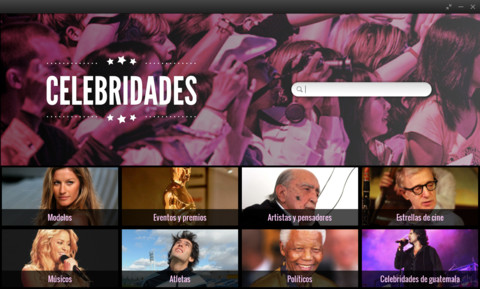 CELEBRIDADES
Modelos
Eventos y premios
Artistas y pensadores
Estrellas de cine
Músicos
Atletas
Políticos
Celebridades de guatemala